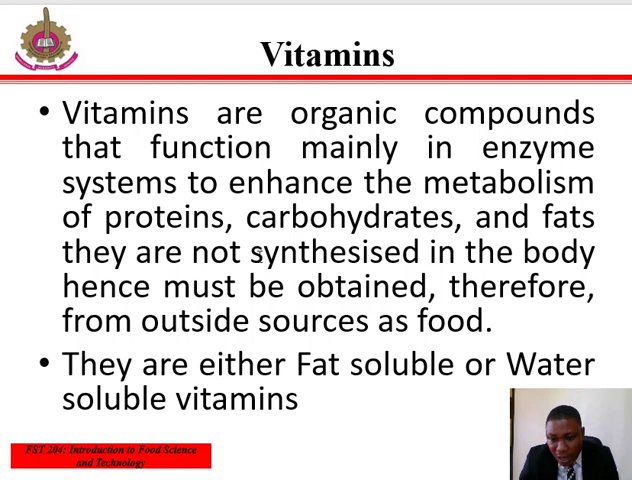 Vitamins
• Vitamins are organic compounds
that function mainly in enzyme
systems to enhance the metabolism
of proteins, carbohydrates, and fats
they are not synthesised in the body
hence must be obtained, therefore,
from outside sources as food.
• They are either Fat soluble or Water
soluble vitamins
FST 204: Introduction to Food Science
and Technology